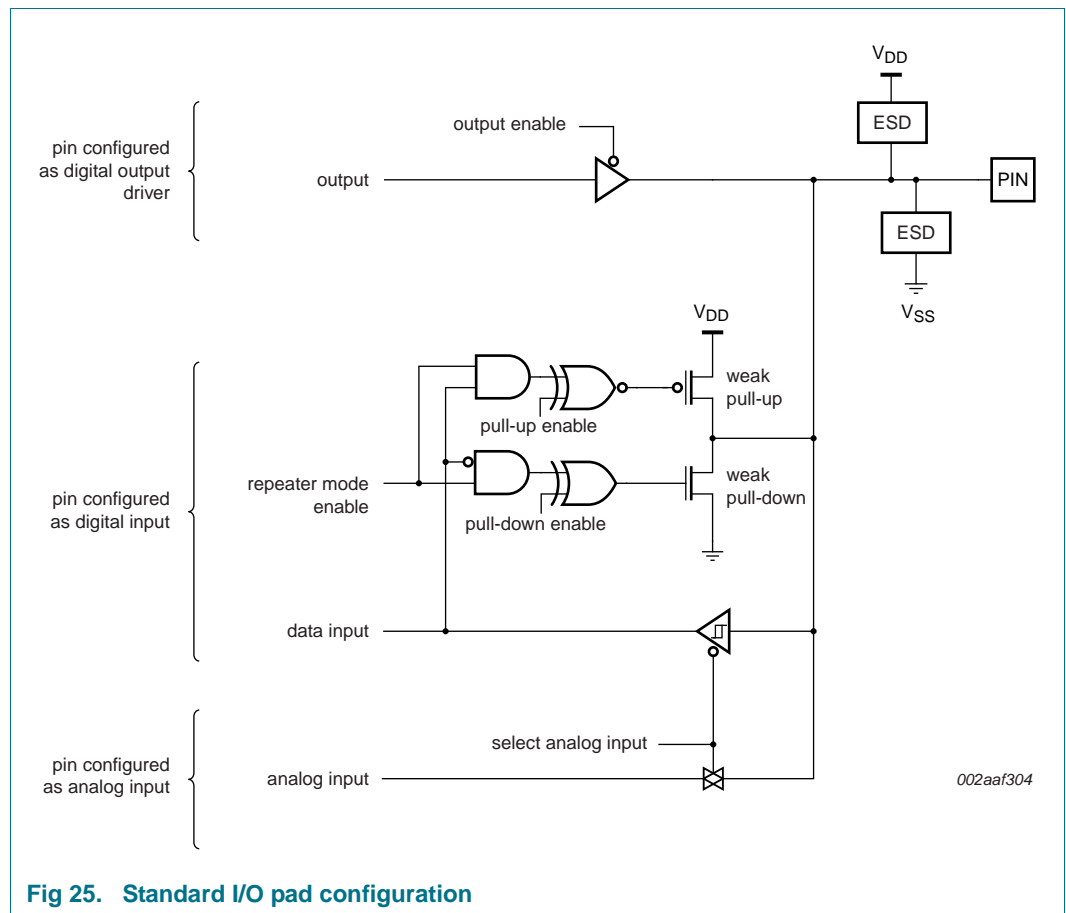 VDD
ESD
output enable
pin configured
as digital output
driver
output
PIN
ESD
VSS
VDD
weak
pull-up
pull-up enable
pin configured
as digital input
repeater mode
enable
weak
pull-down
pull-down enable
data input
select analog input
pin configured
as analog input
analog input
002aaf304
Fig 25. Standard I/O pad configuration